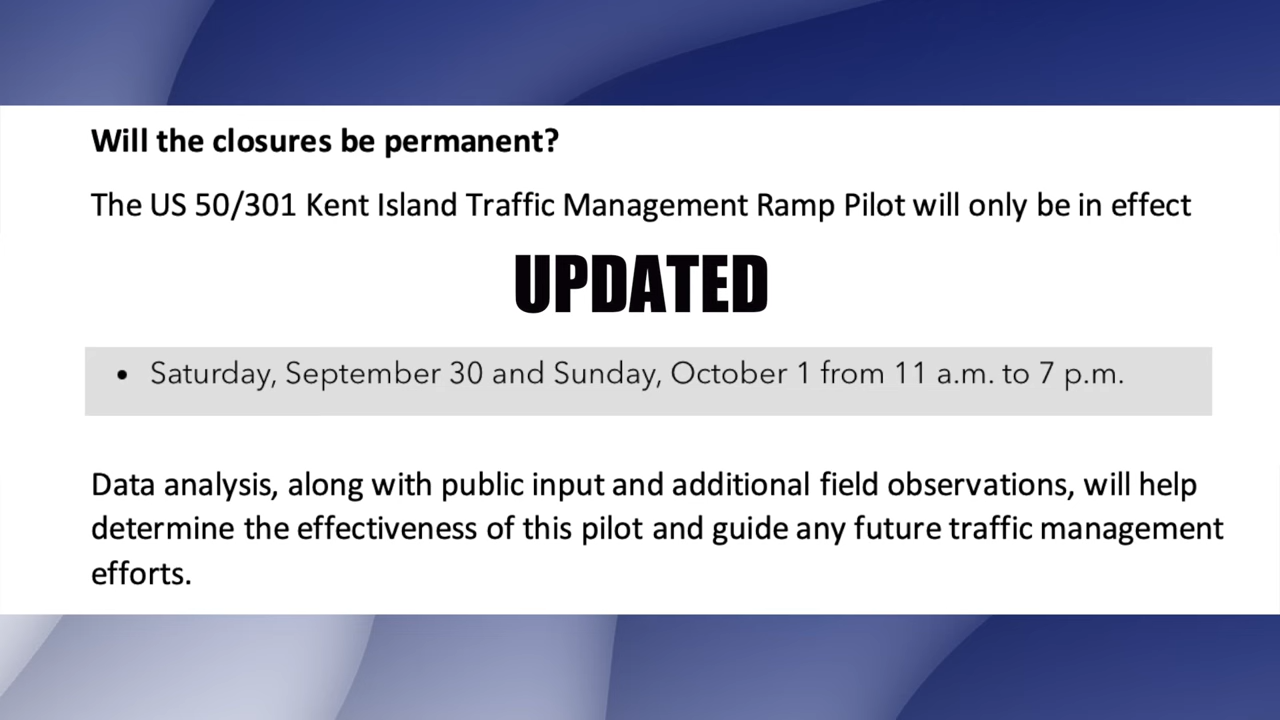 Will the closures be permanent?
The US 50/301 Kent Island Traffic Management Ramp Pilot will only be in effect
UPDATED
• Saturday, September 30 and Sunday, October 1 from 11 a.m. to 7 p.m.
Data analysis, along with public input and additional field observations, will help
determine the effectiveness of this pilot and guide any future traffic management
efforts.